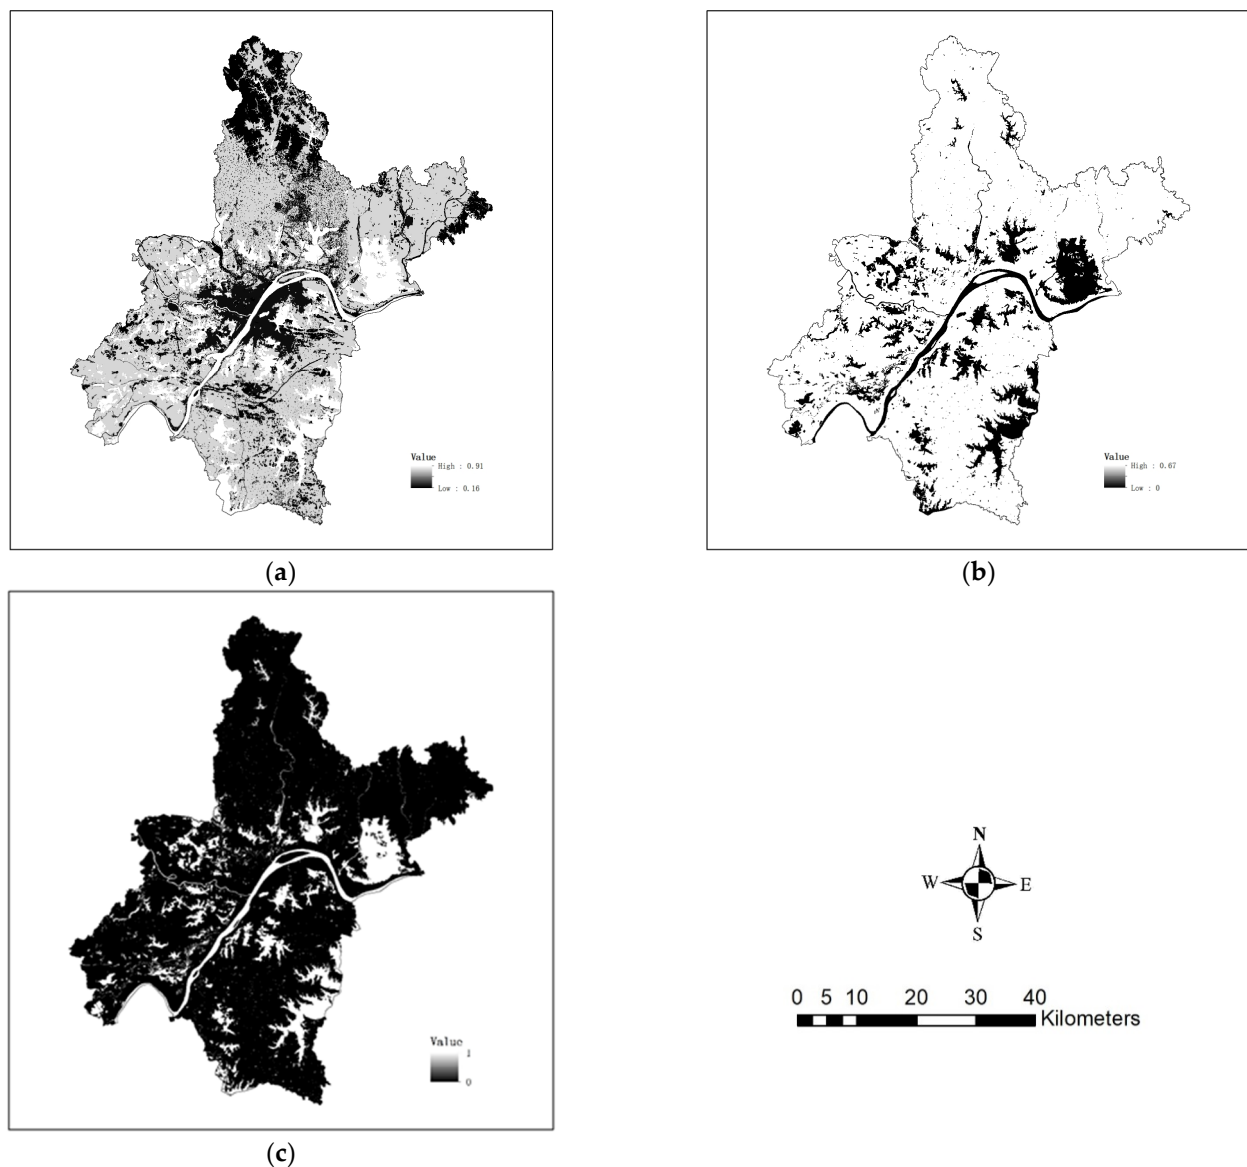 Value
High : 0.91
Low : 0.16
(a)
Value
High : 0.67
Low : 0
(b)
Value
1
0
(c)
N
W E
S
0 5 10 20 30 40
Kilometers